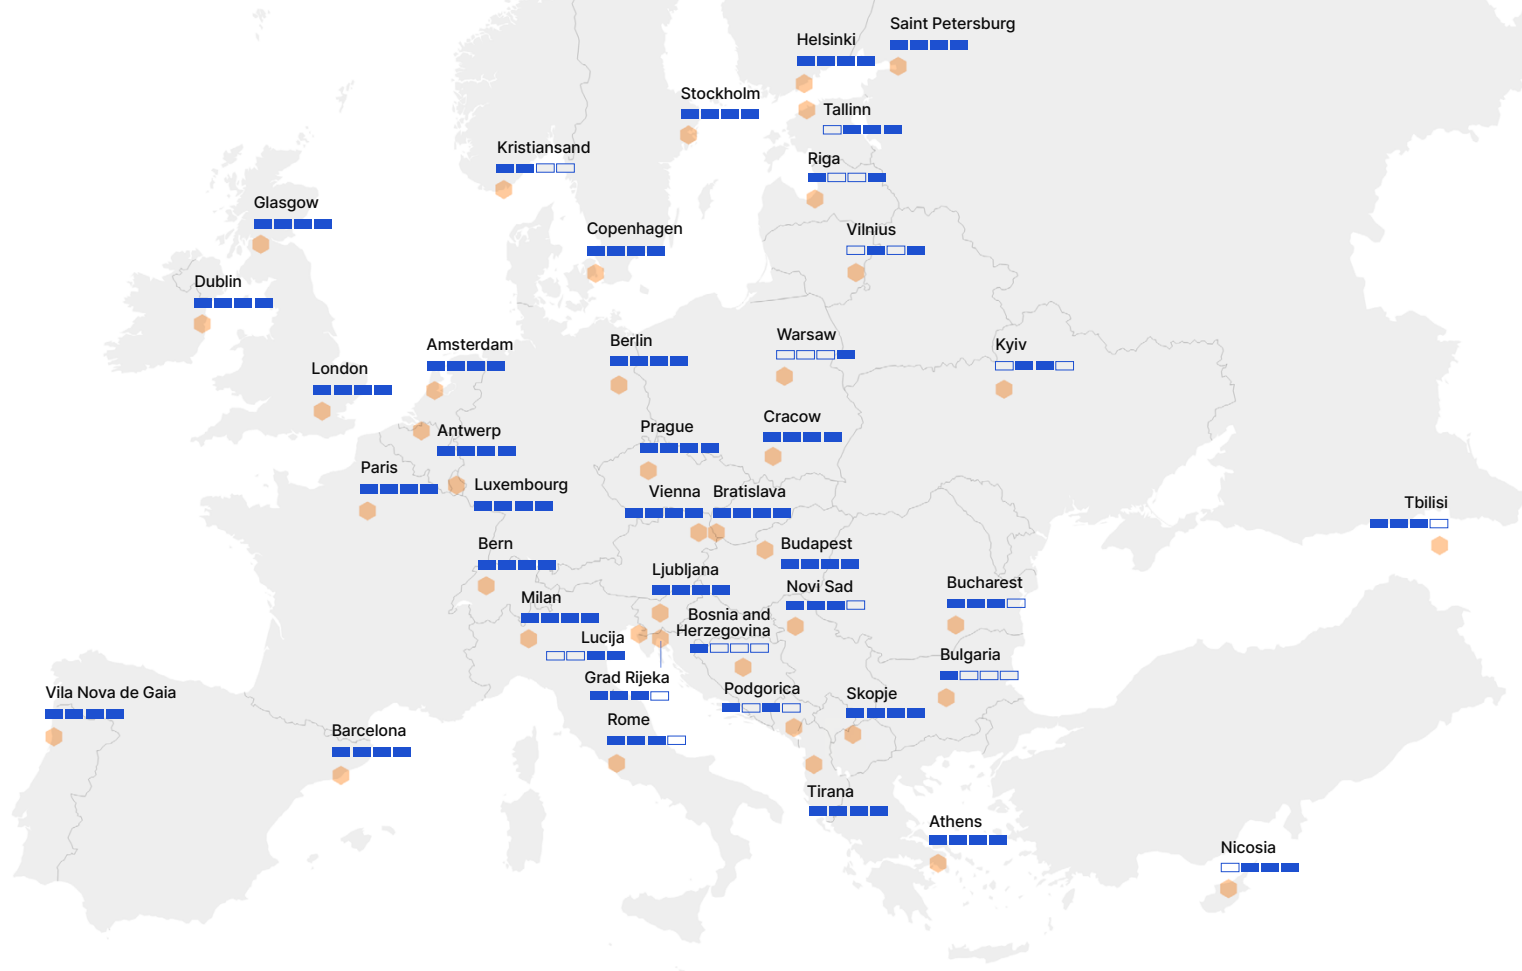 Saint Petersburg
Helsinki
Stockholm
Tallinn
Kristiansand
Riga
Glasgow
Copenhagen
Vilnius
Dublin
Warsaw
Berlin
Amsterdam
Kyiv
London
Cracow
Prague
Antwerp
Paris
Luxembourg
Vienna
Bratislava
Tbilisi
Bern
Budapest
Ljubljana
Novi Sad
Bucharest
Milan
Bosnia and
Herzegovina
Lucija
Bulgaria
Grad Rijeka
Podgorica
Skopje
Vila Nova de Gaia
Rome
Barcelona
Tirana
Athens
Nicosia